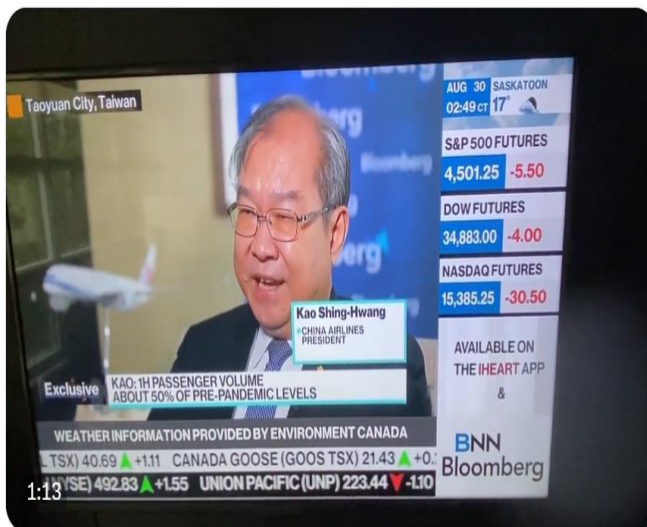 Taoyuan City, Taiwan
Bloomberg
Kao Shing-Hwang
CHINA AIRLINES
PRESIDENT
Exclusive
KAO: 1H PASSENGER VOLUME
ABOUT 50% OF PRE-PANDEMIC LEVELS
AUG 30 SASKATOON
02:49 CT 17°
S&P 500 FUTURES
4,501.25 -5.50
DOW FUTURES
34,883.00 -4.00
NASDAQ FUTURES
15,385.25 -30.50
AVAILABLE ON
THE IHEART APP
&
BNN
Bloomberg
WEATHER INFORMATION PROVIDED BY ENVIRONMENT CANADA
TSX) 40.69 +1.11 CANADA GOOSE (GOOS TSX) 21.43 +0.
NYSE) 492.83 +1.55 UNION PACIFIC (UNP) 223.44 -1.10
1:13